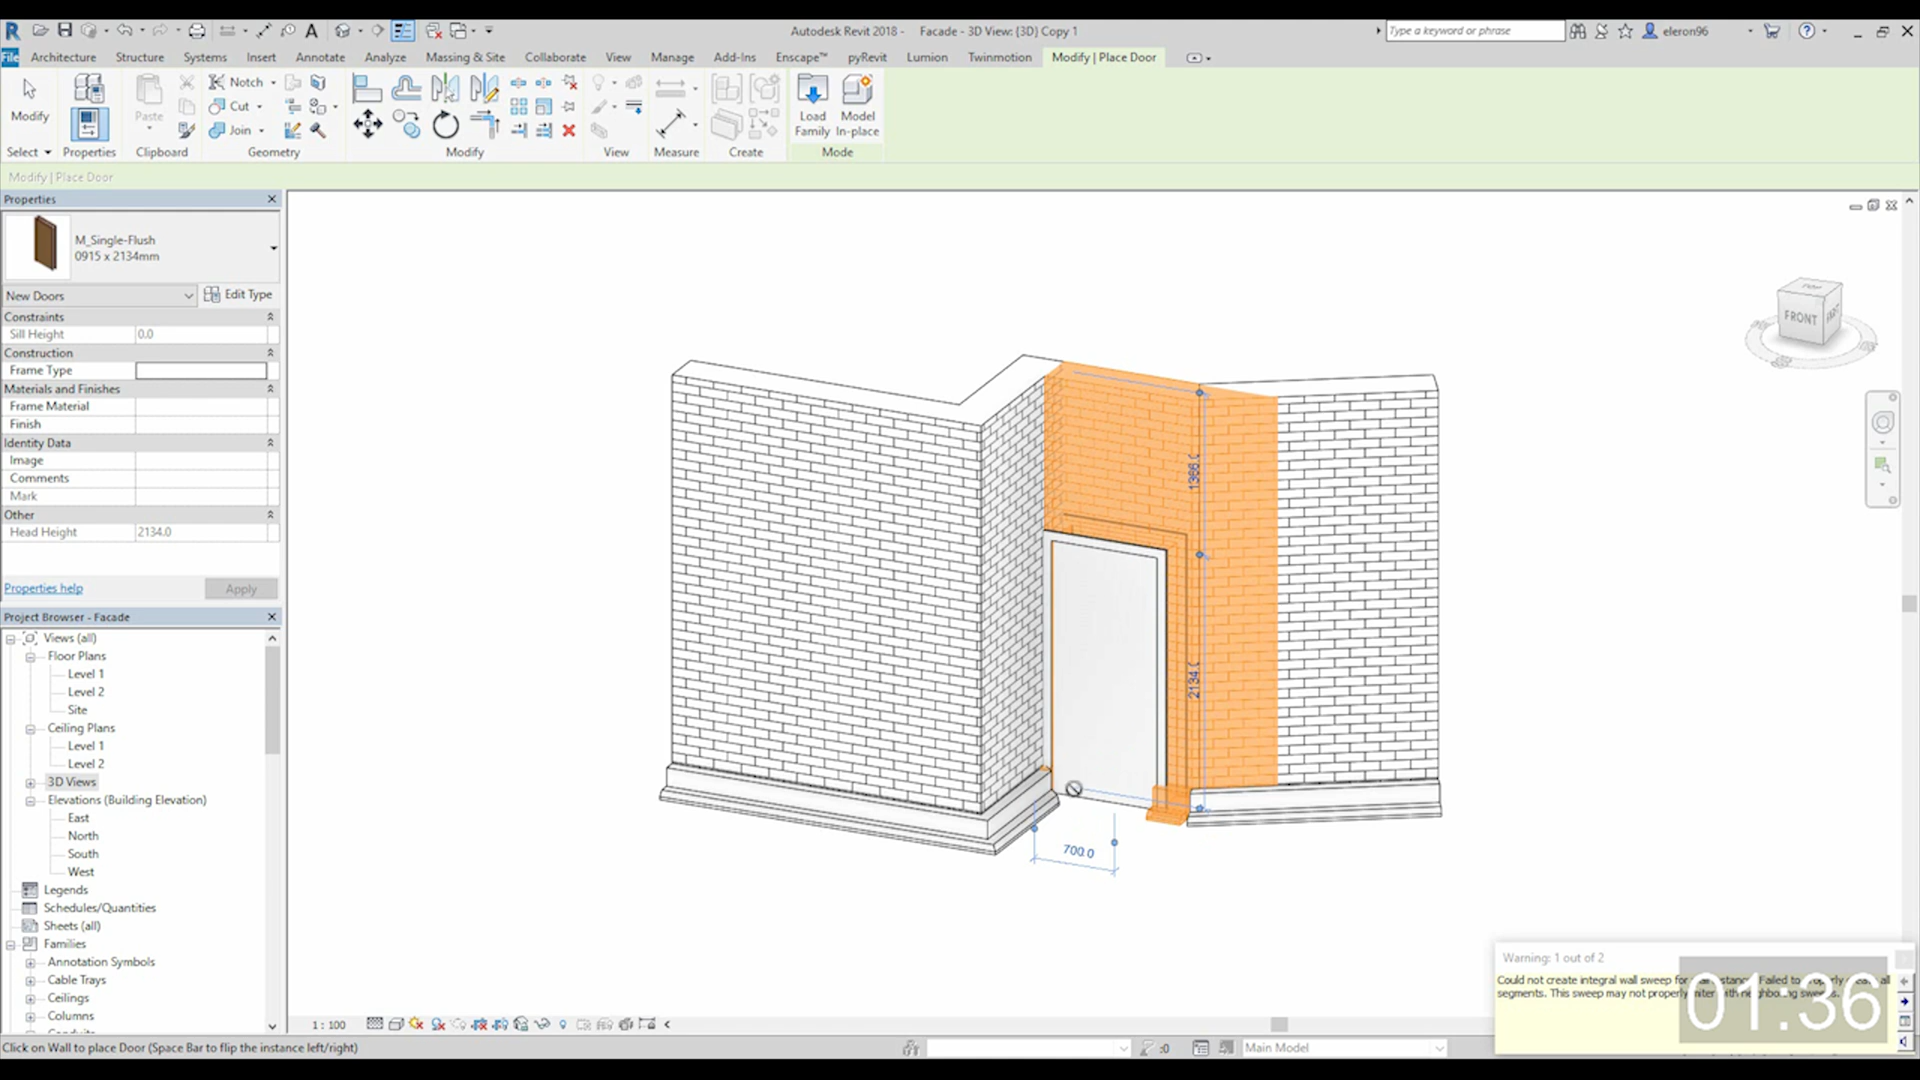 Autodesk Revit 2018 - Facade - 3D View: {3D} Copy 1
Type a keyword or phrase
eleron96
File
Architecture
Structure
Systems
Insert
Annotate
Analyze
Massing & Site
Collaborate
View
Manage
Add-Ins
Enscape™
pyRevit
Lumion
Twinmotion
Modify | Place Door
Modify
Paste
Notch
Cut
Join
Load Family
Model In-place
Select
Properties
Clipboard
Geometry
Modify
View
Measure
Create
Mode
Modify | Place Door
Properties
M_Single-Flush
0915 x 2134mm
New Doors
Edit Type
Constraints
Sill Height 0.0
Construction
Frame Type
Materials and Finishes
Frame Material
Finish
Identity Data
Image
Comments
Mark
Other
Head Height 2134.0
Properties help
Apply
Project Browser - Facade
Views (all)
Floor Plans
Level 1
Level 2
Site
Ceiling Plans
Level 1
Level 2
3D Views
Elevations (Building Elevation)
East
North
South
West
Legends
Schedules/Quantities
Sheets (all)
Families
Annotation Symbols
Cable Trays
Ceilings
Columns
TOP
FRONT
1366.0
2134.0
700.0
1 : 100
Click on Wall to place Door (Space Bar to flip the instance left/right)
:0
Main Model
Warning: 1 out of 2
Could not create integral wall sweep for
segments. This sweep may not properly
01:36